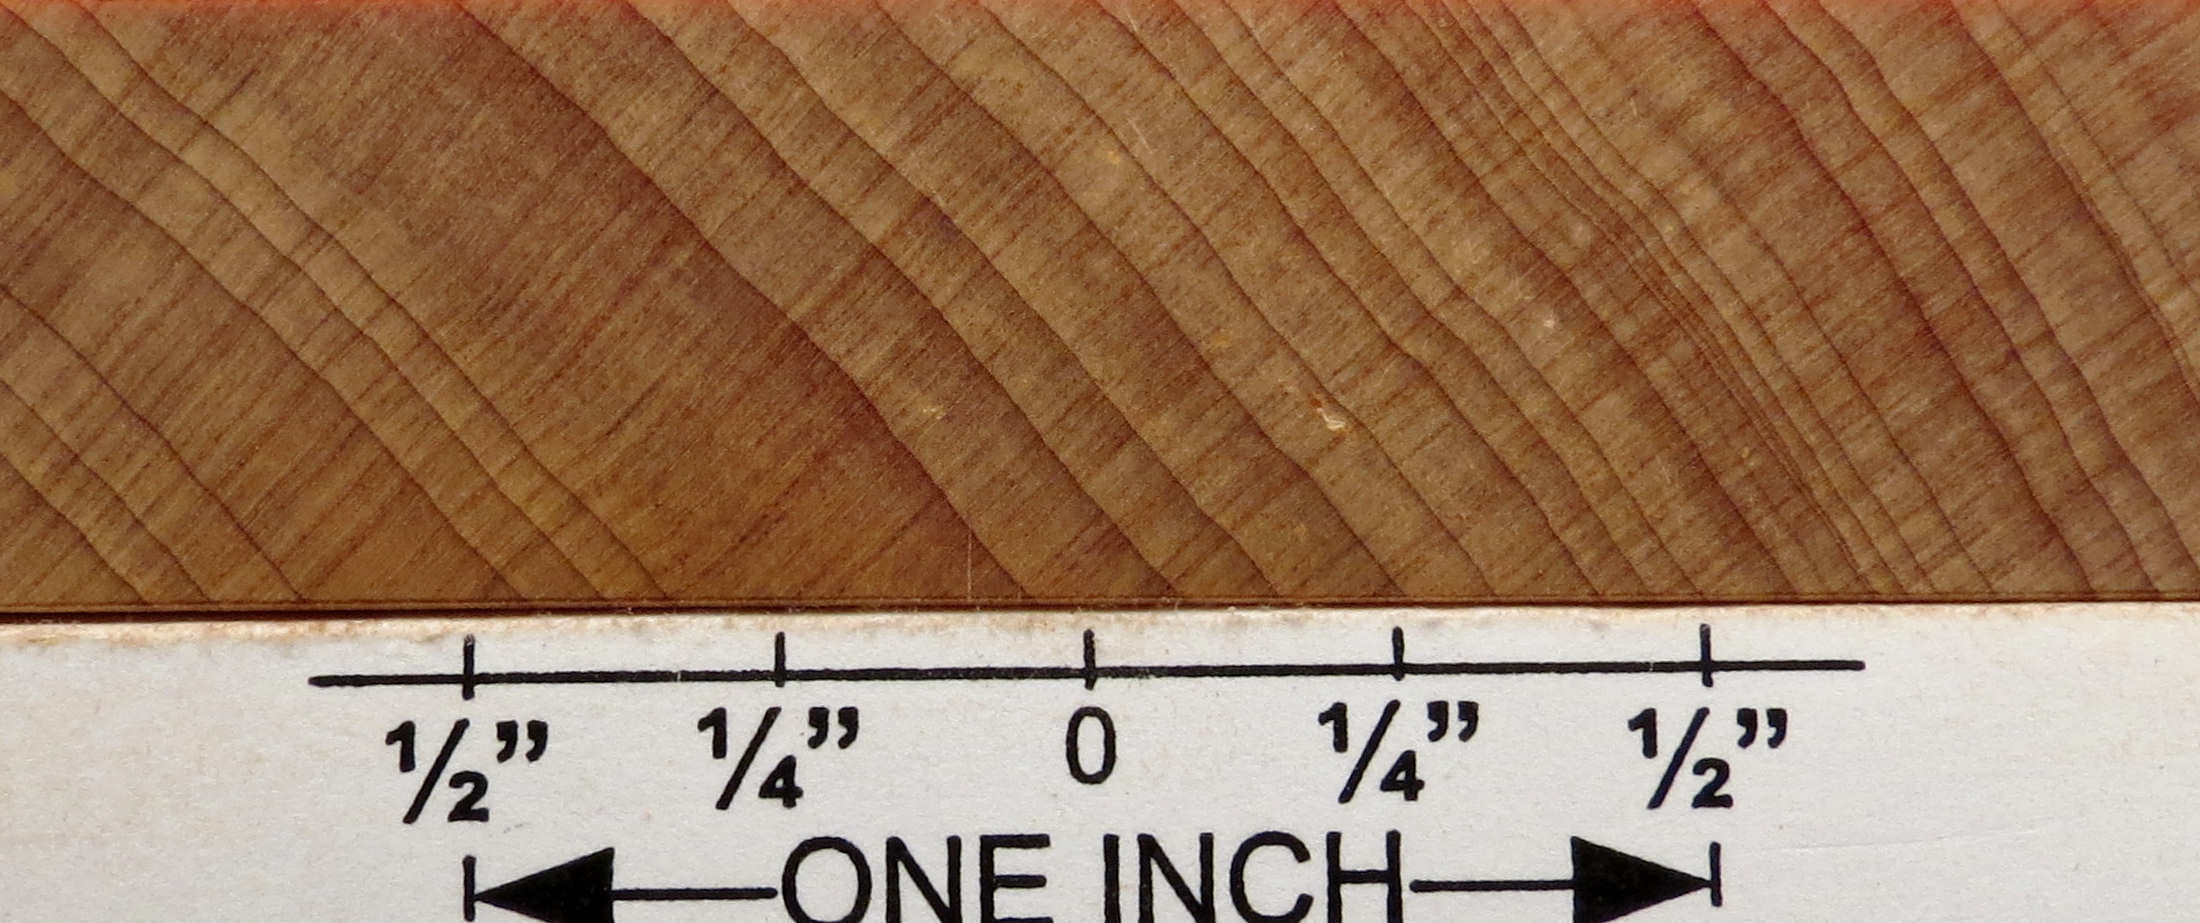 ½” ¼” 0 ¼” ½”
ONE INCH